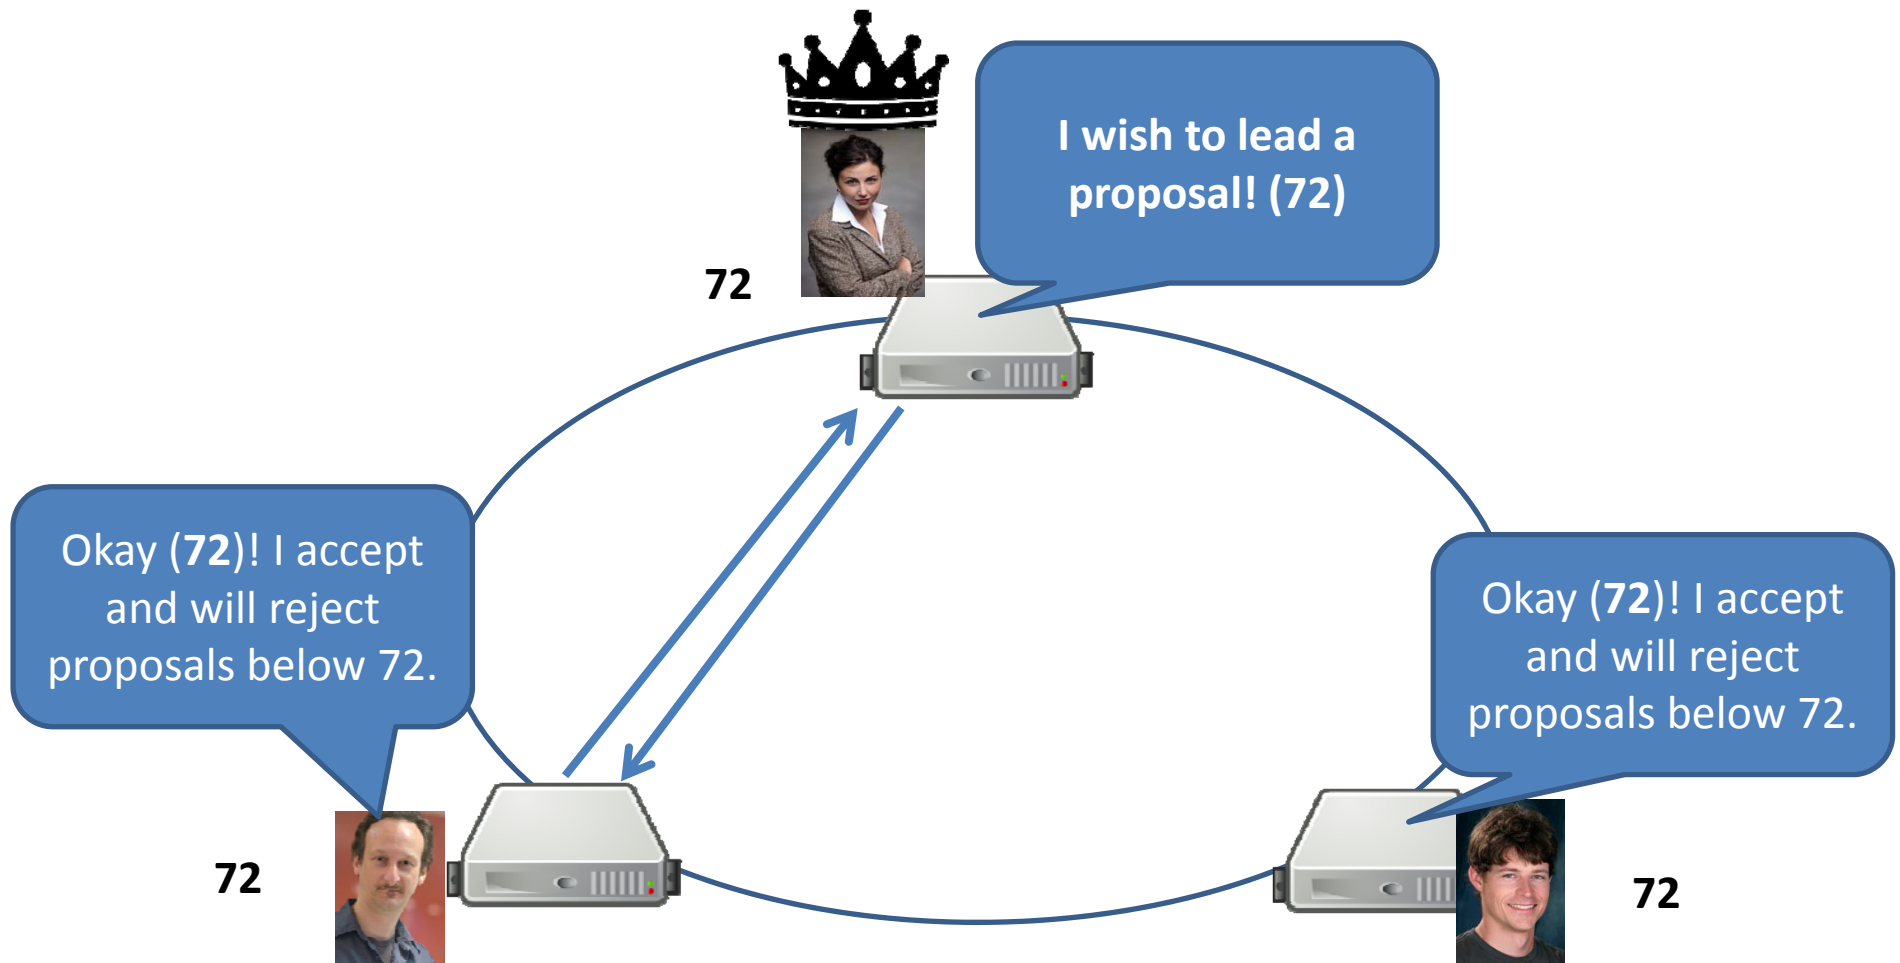 I wish to lead a
proposal! (72)
72
Okay (72)! I accept
and will reject
proposals below 72.
Okay (72)! I accept
and will reject
proposals below 72.
72
72